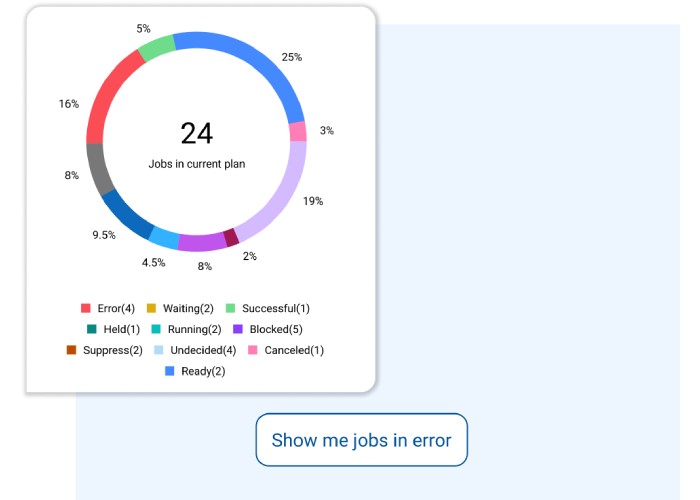 5%
25%
16%
3%
24
Jobs in current plan
8%
19%
9.5%
4.5%
8%
2%
Error(4) Waiting(2) Successful(1)
Held(1) Running(2) Blocked(5)
Suppress(2) Undecided(4) Canceled(1)
Ready(2)
Show me jobs in error